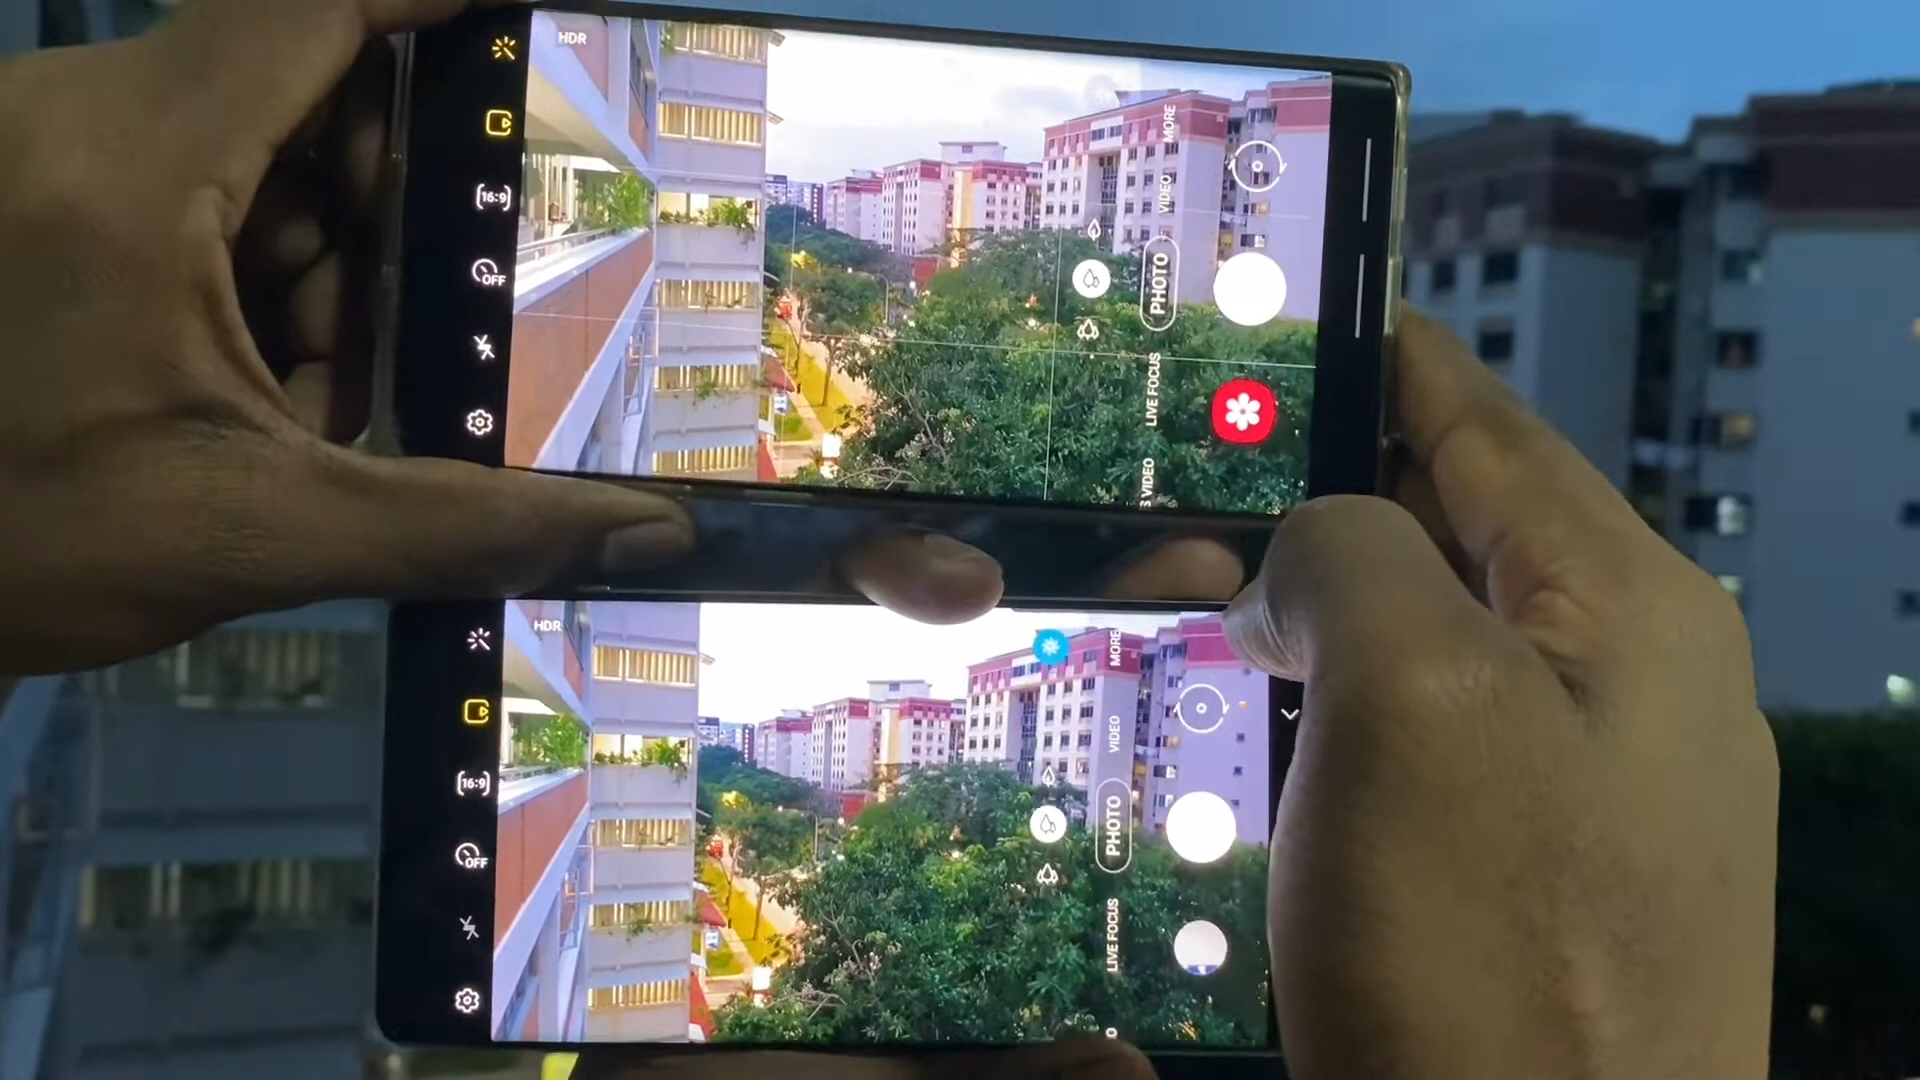 HDR
16:9
OFF
MORE
VIDEO
PHOTO
LIVE FOCUS
S VIDEO
HDR
16:9
OFF
MORE
VIDEO
PHOTO
LIVE FOCUS
O